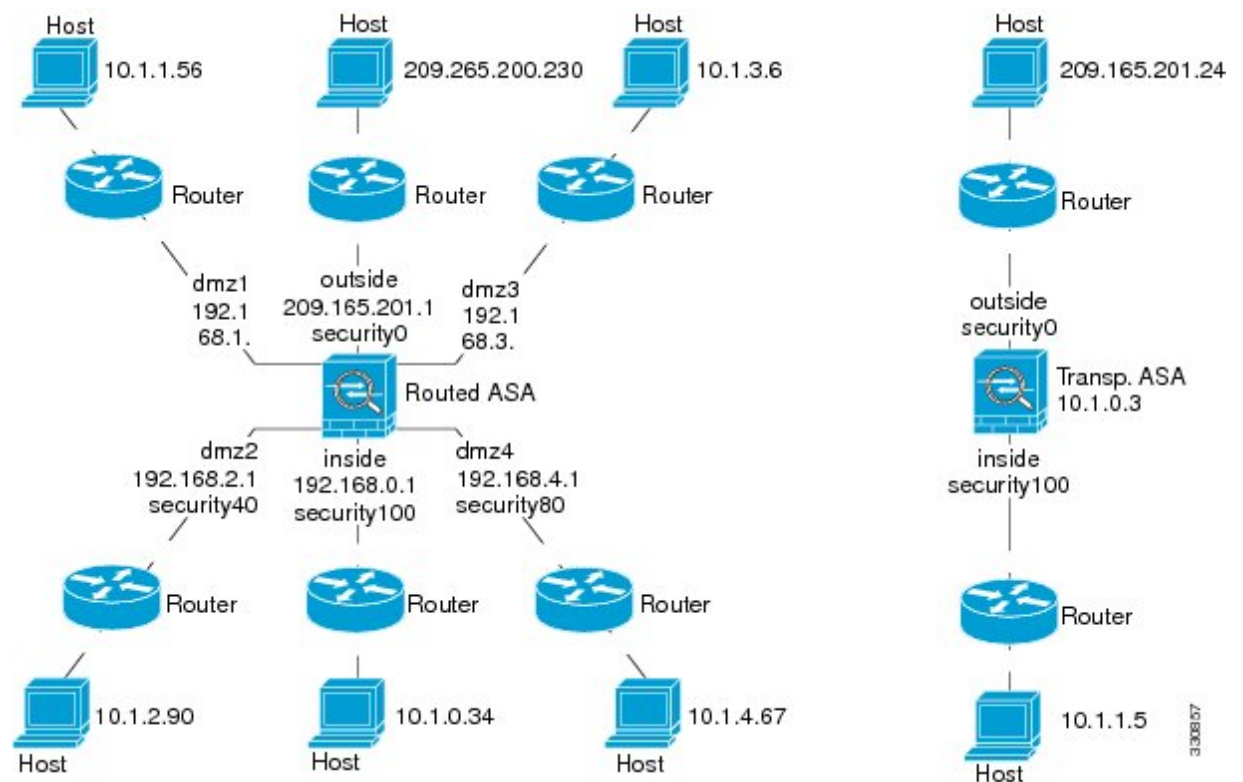 Host
10.1.1.56
Host
209.265.200.230
Host
10.1.3.6
Host
209.165.201.24
Router
Router
Router
Router
dmz1
192.1
68.1.
outside
209.165.201.1
security0
dmz3
192.1
68.3.
outside
security0
Routed ASA
Transp. ASA
10.1.0.3
dmz2
192.168.2.1
security40
inside
192.168.0.1
security100
dmz4
192.168.4.1
security80
inside
security100
Router
Router
Router
Router
10.1.2.90
Host
10.1.0.34
Host
10.1.4.67
Host
10.1.1.5
Host
330857